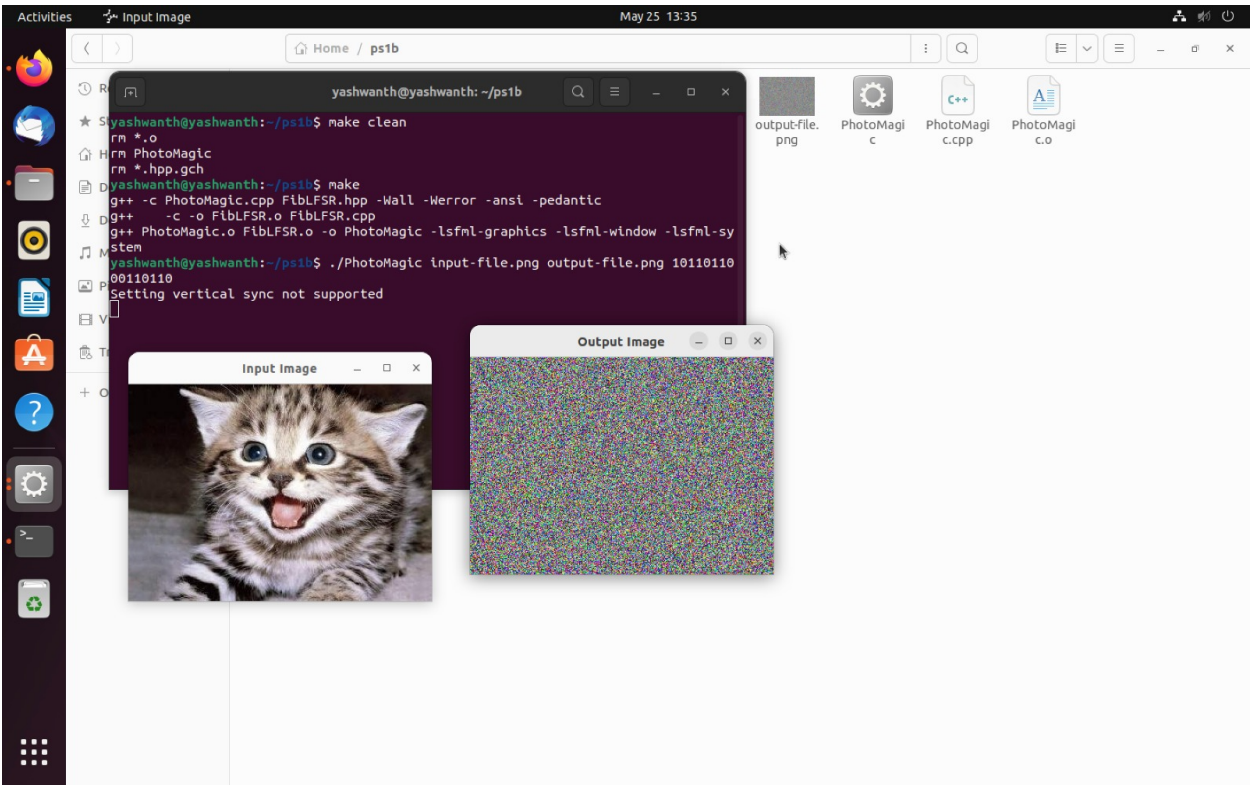 Activities
Input Image
May 25 13:35
Home / ps1b
yashwanth@yashwanth: ~/ps1b
yashwanth@yashwanth:~/ps1b$ make clean
rm *.o
rm PhotoMagic
rm *.hpp.gch
yashwanth@yashwanth:~/ps1b$ make
g++ -c PhotoMagic.cpp FibLFSR.hpp -Wall -Werror -ansi -pedantic
g++    -c -o FibLFSR.o FibLFSR.cpp
g++ PhotoMagic.o FibLFSR.o -o PhotoMagic -lsfml-graphics -lsfml-window -lsfml-sy
stem
yashwanth@yashwanth:~/ps1b$ ./PhotoMagic input-file.png output-file.png 10110110
00110110
Setting vertical sync not supported
output-file.
png
PhotoMagi
c
C++
PhotoMagi
c.cpp
A
PhotoMagi
c.o
Input Image
Output Image